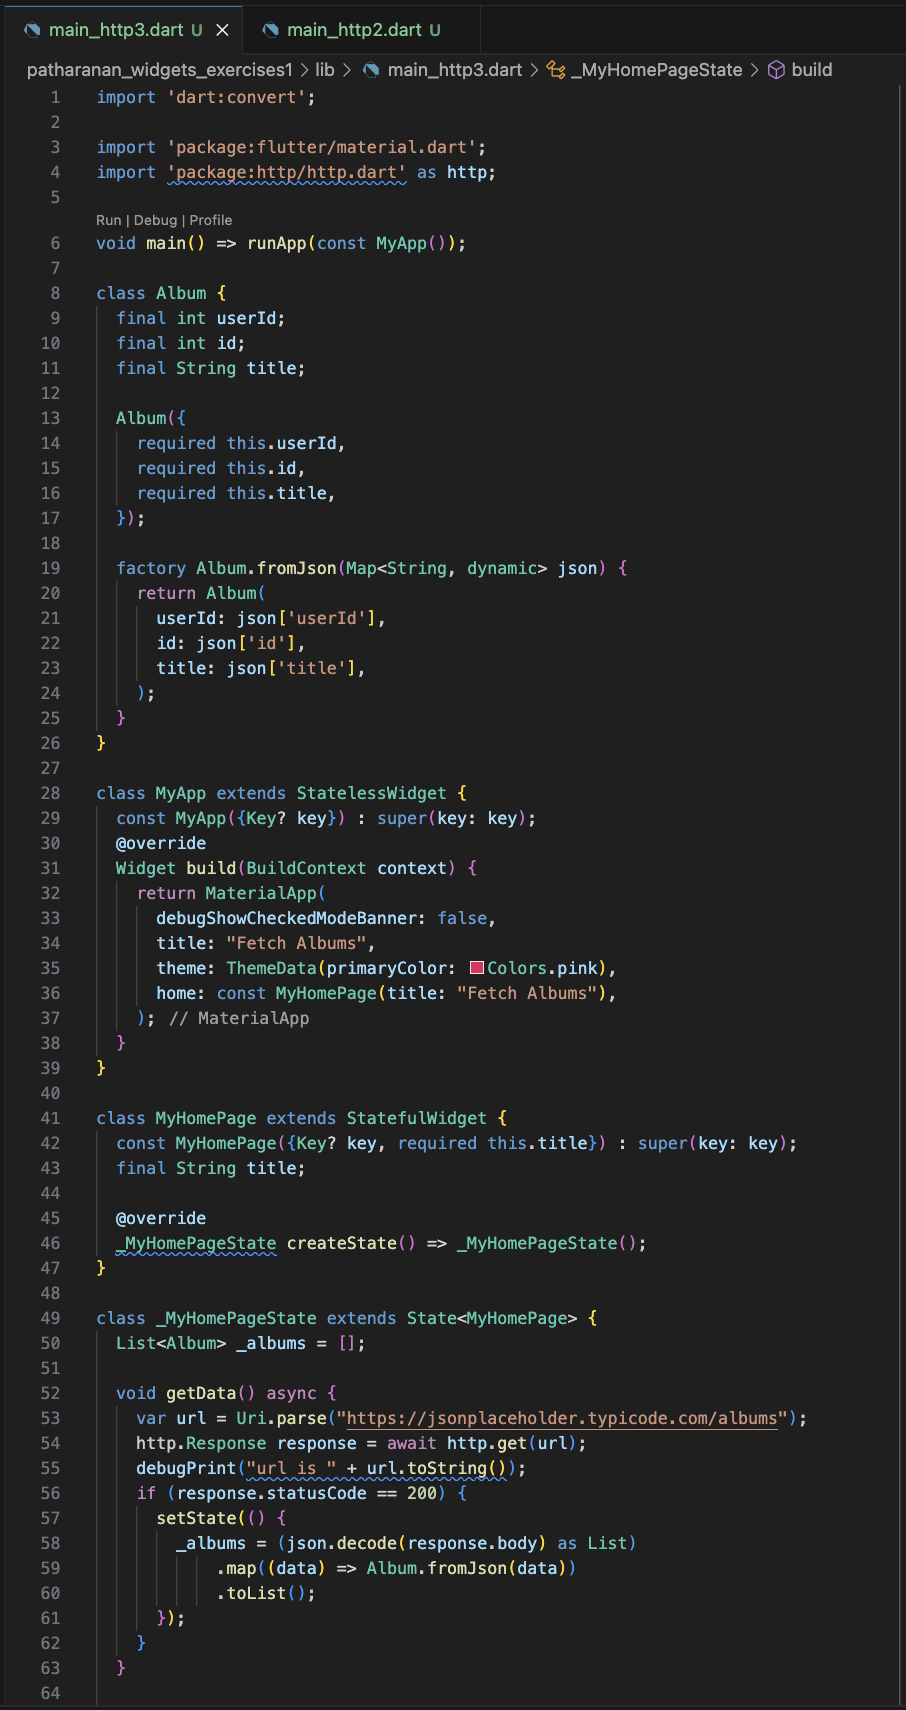 main_http3.dart U × main_http2.dart U
patharanan_widgets_exercises1 > lib > main_http3.dart > _MyHomePageState > build
1 import 'dart:convert';
2
3 import 'package:flutter/material.dart';
4 import 'package:http/http.dart' as http;
5
Run | Debug | Profile
6 void main() => runApp(const MyApp());
7
8 class Album {
9 final int userId;
10 final int id;
11 final String title;
12
13 Album({
14 required this.userId,
15 required this.id,
16 required this.title,
17 });
18
19 factory Album.fromJson(Map<String, dynamic> json) {
20 return Album(
21 userId: json['userId'],
22 id: json['id'],
23 title: json['title'],
24 );
25 }
26 }
27
28 class MyApp extends StatelessWidget {
29 const MyApp({Key? key}) : super(key: key);
30 @override
31 Widget build(BuildContext context) {
32 return MaterialApp(
33 debugShowCheckedModeBanner: false,
34 title: "Fetch Albums",
35 theme: ThemeData(primaryColor: Colors.pink),
36 home: const MyHomePage(title: "Fetch Albums"),
37 ); // MaterialApp
38 }
39 }
40
41 class MyHomePage extends StatefulWidget {
42 const MyHomePage({Key? key, required this.title}) : super(key: key);
43 final String title;
44
45 @override
46 _MyHomePageState createState() => _MyHomePageState();
47 }
48
49 class _MyHomePageState extends State<MyHomePage> {
50 List<Album> _albums = [];
51
52 void getData() async {
53 var url = Uri.parse("https://jsonplaceholder.typicode.com/albums");
54 http.Response response = await http.get(url);
55 debugPrint("url is " + url.toString());
56 if (response.statusCode == 200) {
57 setState(() {
58 _albums = (json.decode(response.body) as List)
59 .map((data) => Album.fromJson(data))
60 .toList();
61 });
62 }
63 }
64